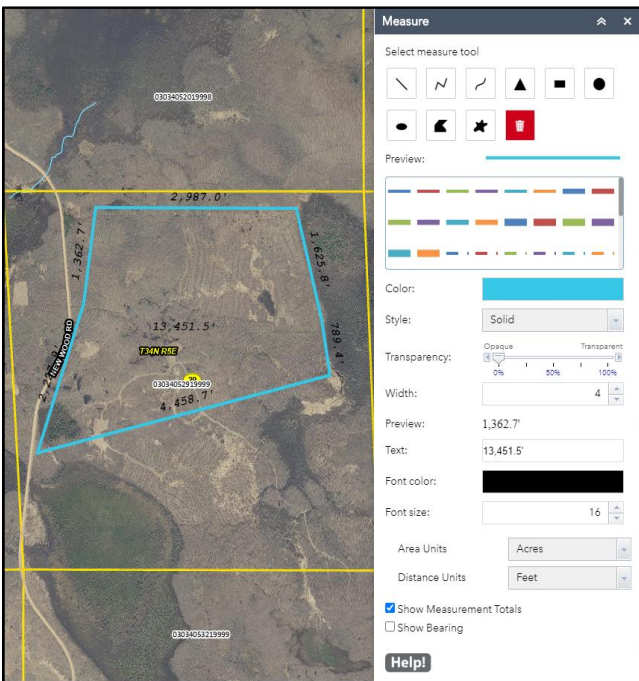 03034052019998
2,987.0'
1,362.7'
1,625.8'
13,451.5'
789.4'
T34N R5E
NEW WOOD RD
29
03034052919999
4,458.7'
03034053219999
Measure
Select measure tool
Preview:
Color:
Style:
Solid
Transparency:
Opaque
Transparent
0%
50%
100%
Width:
4
Preview:
1,362.7'
Text:
13,451.5'
Font color:
Font size:
16
Area Units
Acres
Distance Units
Feet
Show Measurement Totals
Show Bearing
Help!